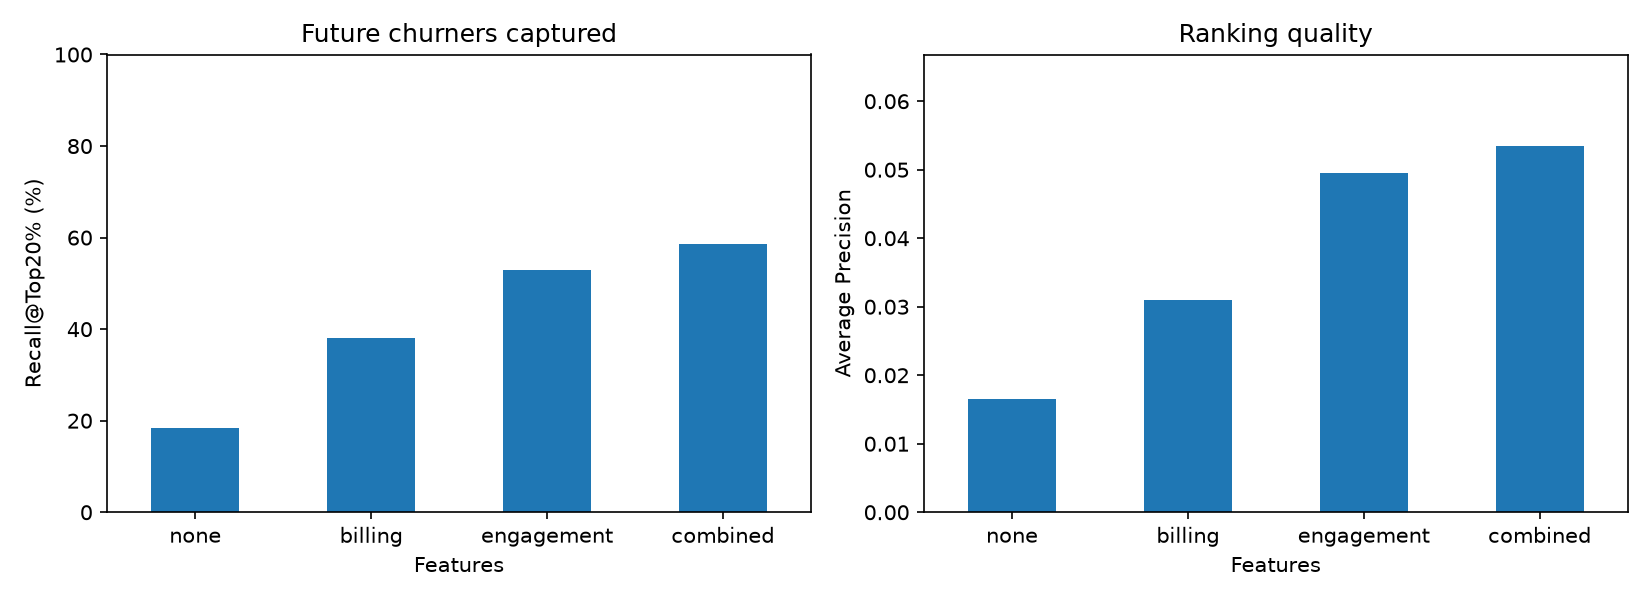 Future churners captured
Recall@Top20% (%)
100
80
60
40
20
0
none billing engagement combined
Features
Ranking quality
Average Precision
0.06
0.05
0.04
0.03
0.02
0.01
0.00
none billing engagement combined
Features